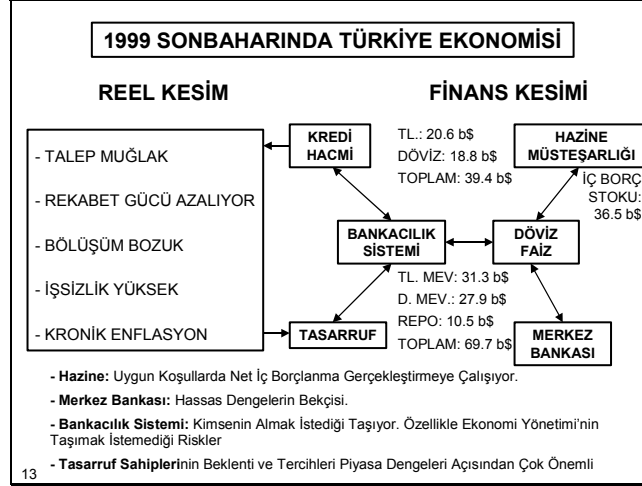 1999 SONBAHARINDA TÜRKİYE EKONOMİSİ
REEL KESİM
FİNANS KESİMİ
- TALEP MUĞLAK
- REKABET GÜCÜ AZALIYOR
- BÖLÜŞÜM BOZUK
- İŞSİZLİK YÜKSEK
- KRONİK ENFLASYON
KREDİ
HACMİ
TL.: 20.6 b$
DÖVİZ: 18.8 b$
TOPLAM: 39.4 b$
HAZİNE
MÜSTEŞARLIĞI
İÇ BORÇ
STOKU:
36.5 b$
BANKACILIK
SİSTEMİ
DÖVİZ
FAİZ
TL. MEV: 31.3 b$
D. MEV.: 27.9 b$
REPO: 10.5 b$
TOPLAM: 69.7 b$
TASARRUF
MERKEZ
BANKASI
- Hazine: Uygun Koşullarda Net İç Borçlanma Gerçekleştirmeye Çalışıyor.
- Merkez Bankası: Hassas Dengelerin Bekçisi.
- Bankacılık Sistemi: Kimsenin Almak İstediği Taşıyor. Özellikle Ekonomi Yönetimi'nin
Taşımak İstemediği Riskler
- Tasarruf Sahiplerinin Beklenti ve Tercihleri Piyasa Dengeleri Açısından Çok Önemli
13